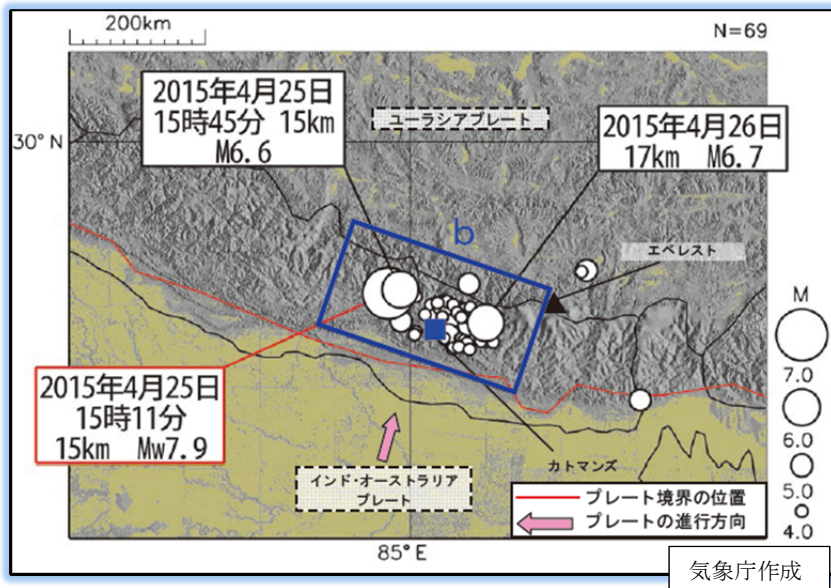 200km
N=69
2015年4月25日
15時45分 15km
M6.6
ユーラシアプレート
2015年4月26日
17km M6.7
30°N
b
エベレスト
M
7.0
6.0
5.0
4.0
2015年4月25日
15時11分
15km Mw7.9
カトマンズ
インド・オーストラリア
プレート
プレート境界の位置
プレートの進行方向
85°E
気象庁作成